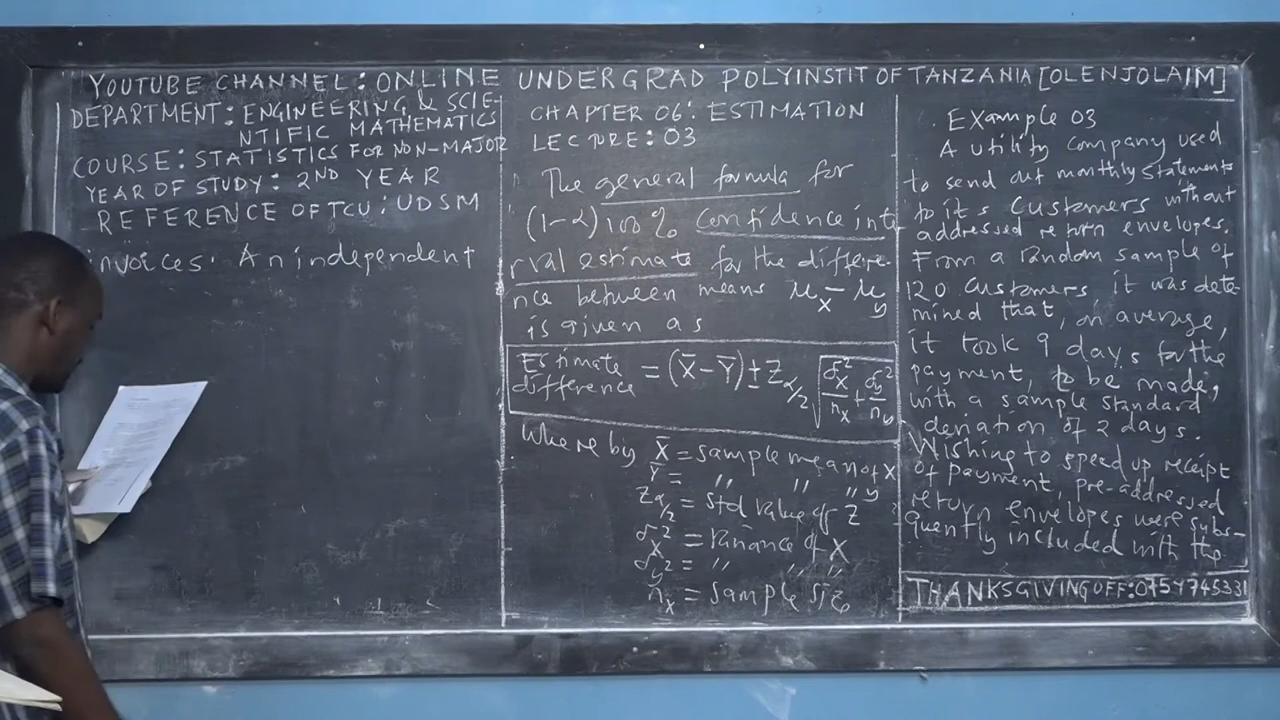 YOUTUBE CHANNEL: ONLINE UNDERGRAD POLYINSTIT OF TANZANIA [OLENJOLAIM]
DEPARTMENT: ENGINEERING & SCIE-
NTIFIC MATHEMATICS
COURSE: STATISTICS FOR NON-MAJOR
YEAR OF STUDY: 2ND YEAR
REFERENCE OF TCU: UDSM
invoices. An independent
CHAPTER 06: ESTIMATION
LECTURE: 03
The general formula for
(1-α)100% confidence inte
rval estimate for the differe-
nce between means μx - μy
is given as
Estimate difference = (X̄ - Ȳ) ± Zα/2 √(σx²/nx + σy²/ny)
Where by X̄ = sample mean of X
Ȳ = " " " y
Zα/2 = Std value of Z
σx² = Variance of X
σy² = " " "
nx = sample size
Example 03
A utility company used
to send out monthly statements
to it's customers without
addressed return envelopes.
From a random sample of
120 customers it was dete-
mined that, on average,
it took 9 days for the
payment, to be made,
with a sample standard
deviation of 2 days.
Wishing to speed up receipt
of payment, pre-addressed
return envelopes were subs-
quently included with the
THANKSGIVING OFF: 0754745331